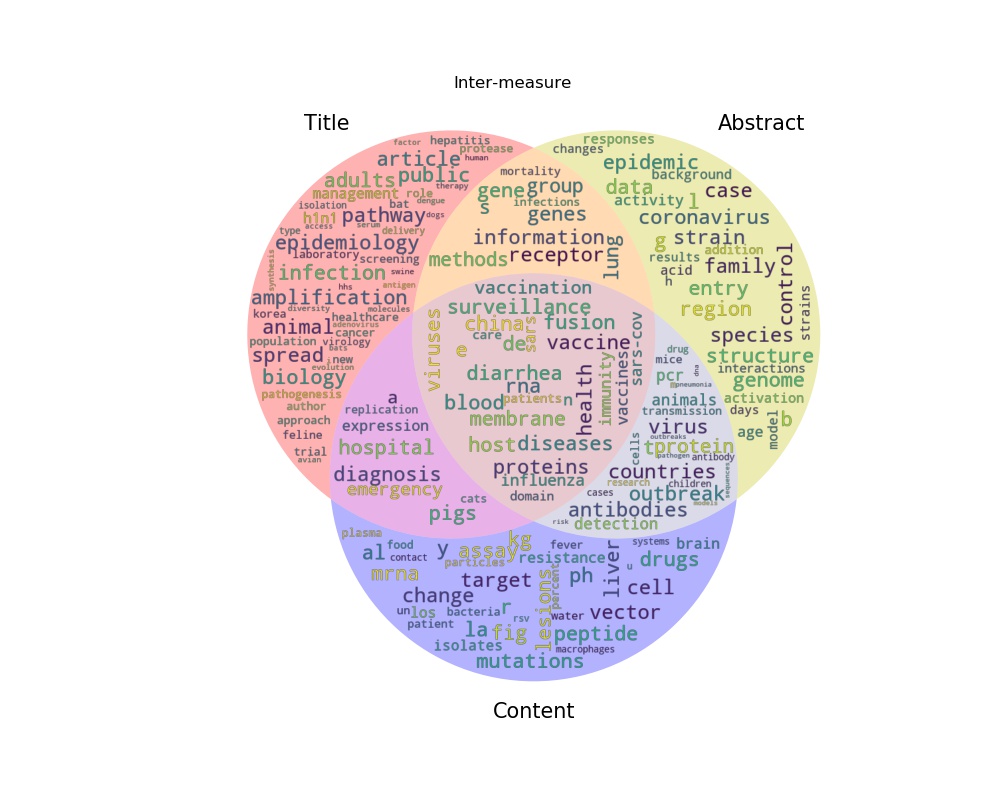 Inter-measure
Title
Abstract
factor
hepatitis
protease
human
article
public
adults
therapy
management
role
dengue
isolation
bat
h1n1
pathway
dogs
access
serum
delivery
type
epidemiology
laboratory
screening
synthesis
infection
swine
antigen
hbs
amplification
diversity
molecules
korea
healthcare
adenovirus
animal
cancer
population
virology
bats
spread
new
evolution
biology
pathogenesis
author
approach
feline
trial
avian
mortality
gene
group
s
infections
genes
information
lung
methods
receptor
responses
changes
epidemic
background
data
case
activity
l
coronavirus
g
strain
addition
results
control
acid
family
h
entry
region
strains
species
structure
interactions
genome
activation
days
model
b
age
vaccination
surveillance
china
fusion
sars
care
de
vaccine
viruses
e
sars-cov
diarrhea
rna
health
immunity
vaccines
blood
patients
n
membrane
host
diseases
proteins
influenza
domain
a
replication
expression
hospital
diagnosis
emergency
cats
pigs
drug
mice
pcr
dna
m
pneumonia
animals
transmission
virus
outbreaks
cells
t
protein
pathogen
antibody
countries
sequences
research
children
cases
outbreak
models
antibodies
risk
detection
plasma
al
food
contact
y
assay
kg
particles
fever
resistance
systems
brain
u
drugs
liver
mrna
target
ph
cell
change
percent
lesions
un
los
bacteria
r
rsv
water
vector
patient
la
fig
peptide
isolates
macrophages
mutations
Content